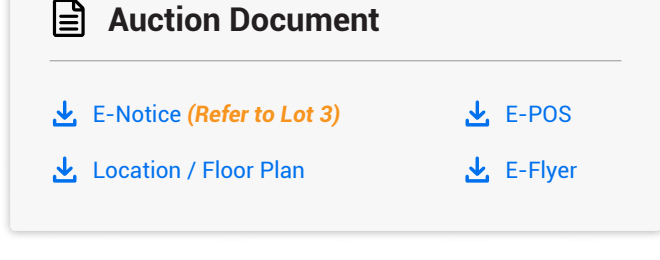 Auction Document
E-Notice (Refer to Lot 3)
E-POS
Location / Floor Plan
E-Flyer